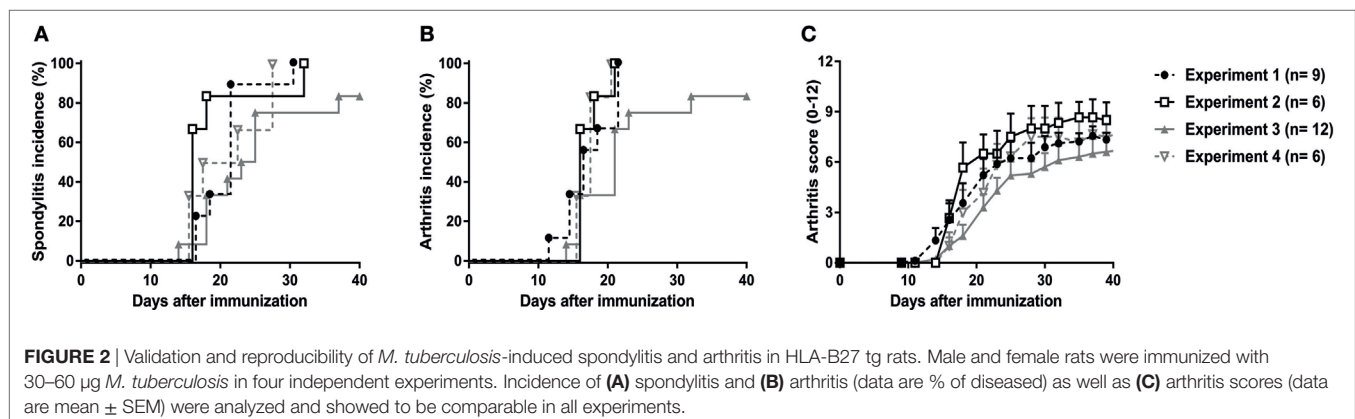 A
Spondylitis incidence (%)
100
80
60
40
20
0
0 10 20 30 40
Days after immunization
B
Arthritis incidence (%)
100
80
60
40
20
0
0 10 20 30 40
Days after immunization
C
Arthritis score (0-12)
12
9
6
3
0
0 10 20 30 40
Days after immunization
Experiment 1 (n= 9)
Experiment 2 (n= 6)
Experiment 3 (n= 12)
Experiment 4 (n= 6)
FIGURE 2 | Validation and reproducibility of M. tuberculosis-induced spondylitis and arthritis in HLA-B27 tg rats. Male and female rats were immunized with
30–60 µg M. tuberculosis in four independent experiments. Incidence of (A) spondylitis and (B) arthritis (data are % of diseased) as well as (C) arthritis scores (data
are mean ± SEM) were analyzed and showed to be comparable in all experiments.